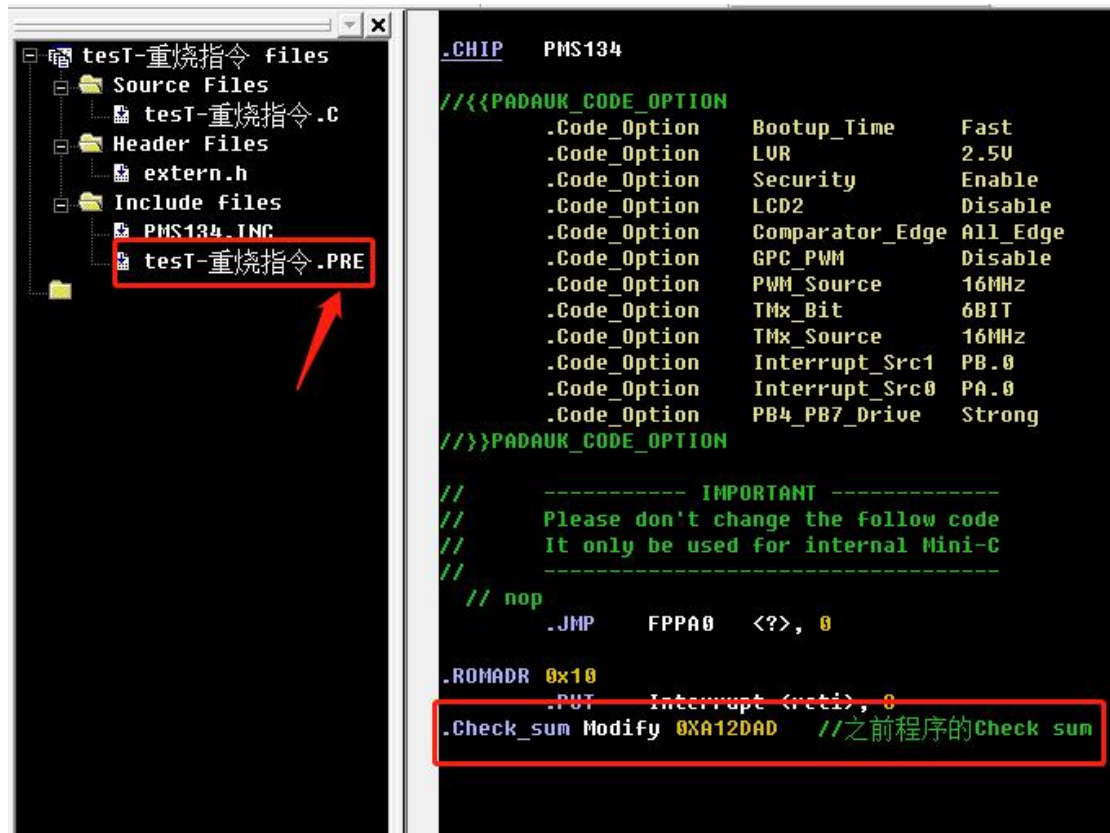 tesT-重烧指令 files
Source Files
tesT-重烧指令.C
Header Files
extern.h
Include files
PMS134.INC
tesT-重烧指令.PRE
.CHIP PMS134
//{{PADAUK_CODE_OPTION
.Code_Option Bootup_Time Fast
.Code_Option LVR 2.5V
.Code_Option Security Enable
.Code_Option LCD2 Disable
.Code_Option Comparator_Edge All_Edge
.Code_Option GPC_PWM Disable
.Code_Option PWM_Source 16MHz
.Code_Option TMx_Bit 6BIT
.Code_Option TMx_Source 16MHz
.Code_Option Interrupt_Src1 PB.0
.Code_Option Interrupt_Src0 PA.0
.Code_Option PB4_PB7_Drive Strong
//}}PADAUK_CODE_OPTION
// ----------- IMPORTANT -------------
// Please don't change the follow code
// It only be used for internal Mini-C
// -----------------------------------
// nop
.JMP FPPA0 <?>, 0
.ROMADR 0x10
.PUT Interrupt <reti>, 0
.Check_sum Modify 0XA12DAD //之前程序的Check sum